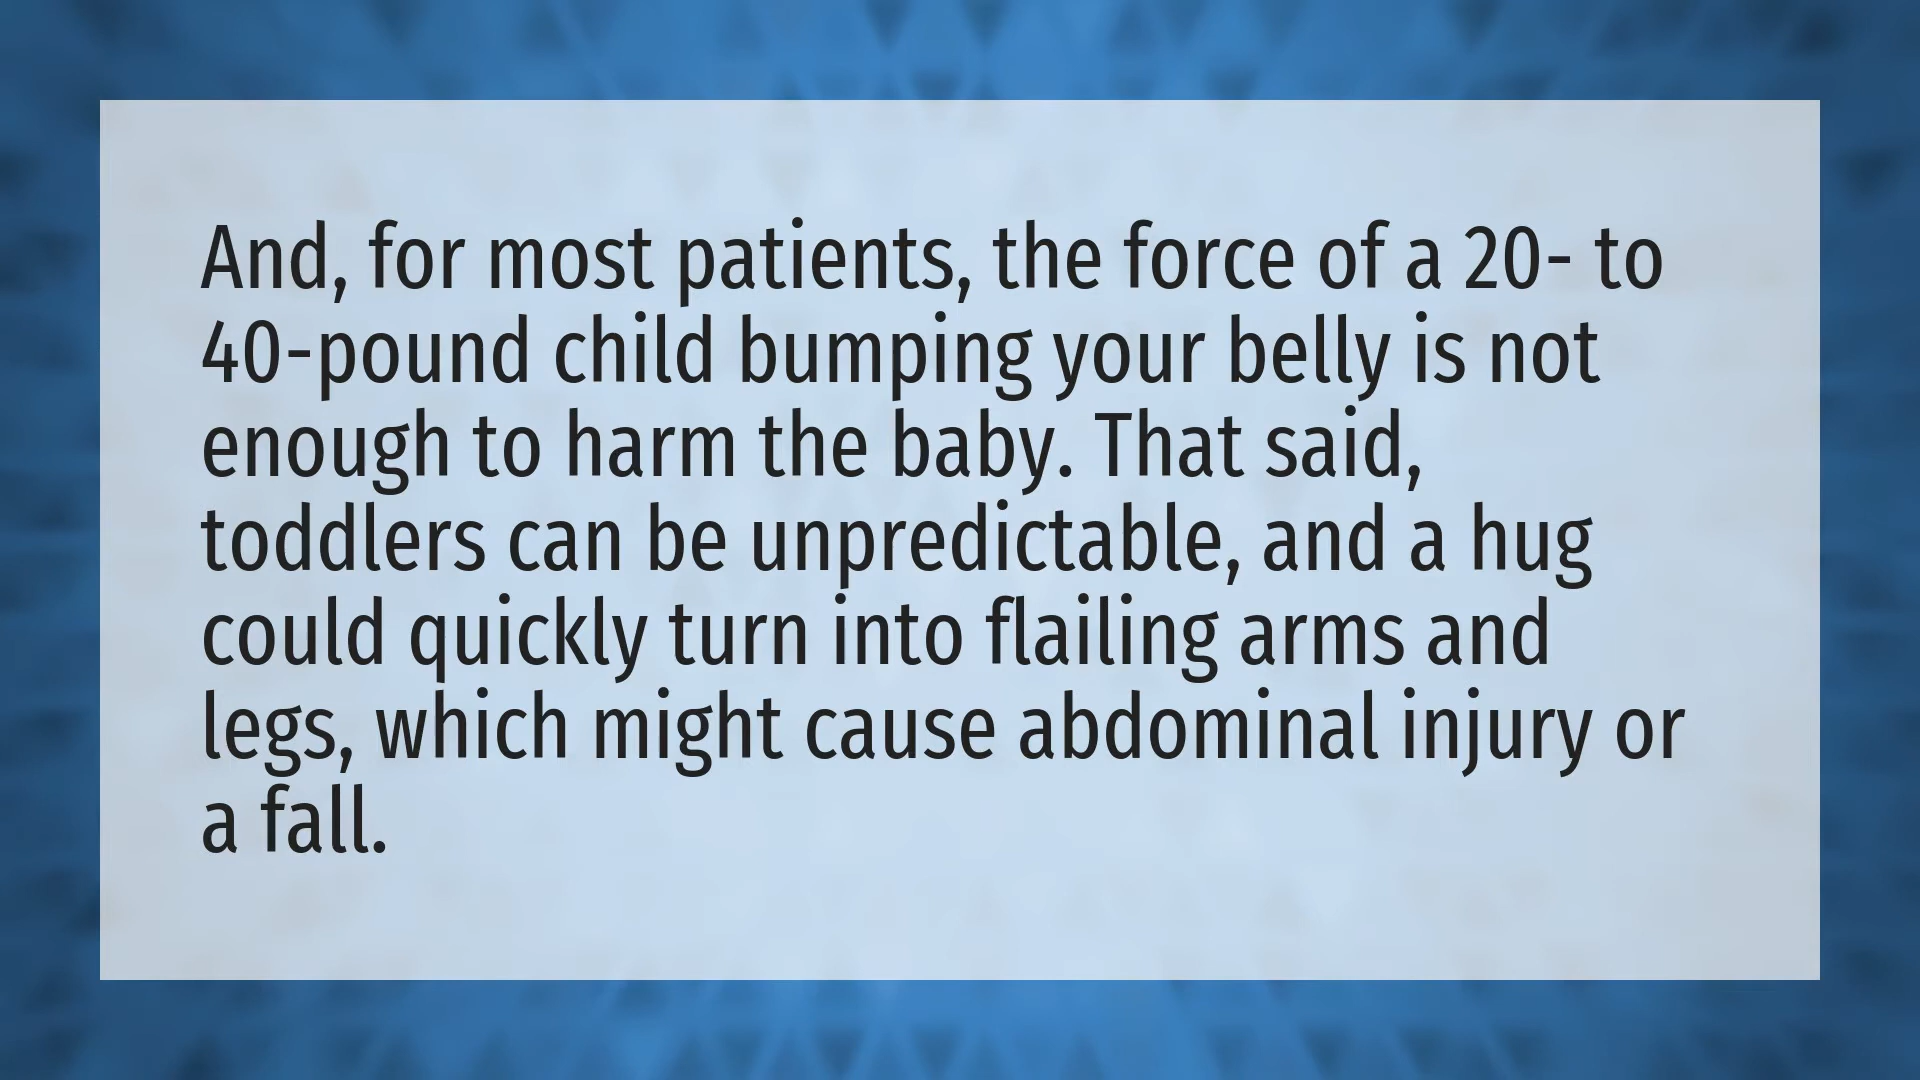 And, for most patients, the force of a 20- to
40-pound child bumping your belly is not
enough to harm the baby. That said,
toddlers can be unpredictable, and a hug
could quickly turn into flailing arms and
legs, which might cause abdominal injury or
a fall.